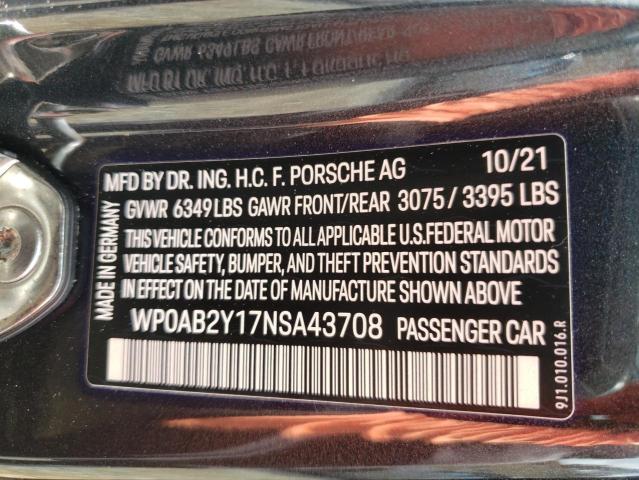 MFD BY DR. ING. H.C. F. PORSCHE AG 10/21
GVWR 6349 LBS GAWR FRONT/REAR 3075 / 3395 LBS
THIS VEHICLE CONFORMS TO ALL APPLICABLE U.S.FEDERAL MOTOR
VEHICLE SAFETY, BUMPER, AND THEFT PREVENTION STANDARDS
IN EFFECT ON THE DATE OF MANUFACTURE SHOWN ABOVE
WP0AB2Y17NSA43708 PASSENGER CAR
MADE IN GERMANY
9J1.010.016.R